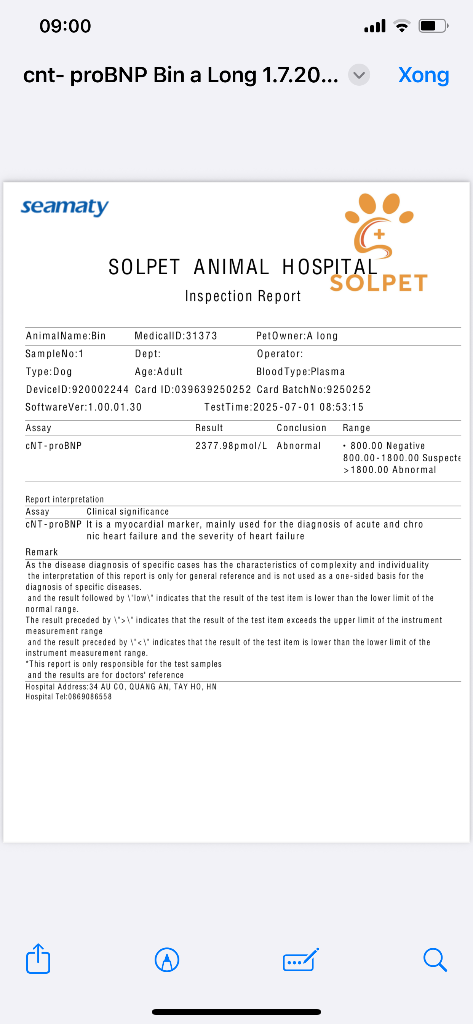 09:00
cnt- proBNP Bin a Long 1.7.20...
Xong
seamaty
SOLPET
SOLPET ANIMAL HOSPITAL
Inspection Report
AnimalName:Bin MedicalID:31373 PetOwner:A long
SampleNo:1 Dept: Operator:
Type:Dog Age:Adult BloodType:Plasma
DeviceID:920002244 Card ID:039639250252 Card BatchNo:9250252
SoftwareVer:1.00.01.30 TestTime:2025-07-01 08:53:15
Assay Result Conclusion Range
cNT-proBNP 2377.98pmol/L Abnormal · 800.00 Negative
800.00-1800.00 Suspecte
>1800.00 Abnormal
Report interpretation
Assay Clinical significance
cNT-proBNP It is a myocardial marker, mainly used for the diagnosis of acute and chro
nic heart failure and the severity of heart failure
Remark
As the disease diagnosis of specific cases has the characteristics of complexity and individuality
the interpretation of this report is only for general reference and is not used as a one-sided basis for the
diagnosis of specific diseases.
and the result followed by \"low\" indicates that the result of the test item is lower than the lower limit of the
normal range.
The result preceded by \">\" indicates that the result of the test item exceeds the upper limit of the instrument
measurement range
and the result preceded by \"<\" indicates that the result of the test item is lower than the lower limit of the
instrument measurement range.
*This report is only responsible for the test samples
and the results are for doctors' reference
Hospital Address:34 AU CO, QUANG AN, TAY HO, HN
Hospital Tel:0869086558